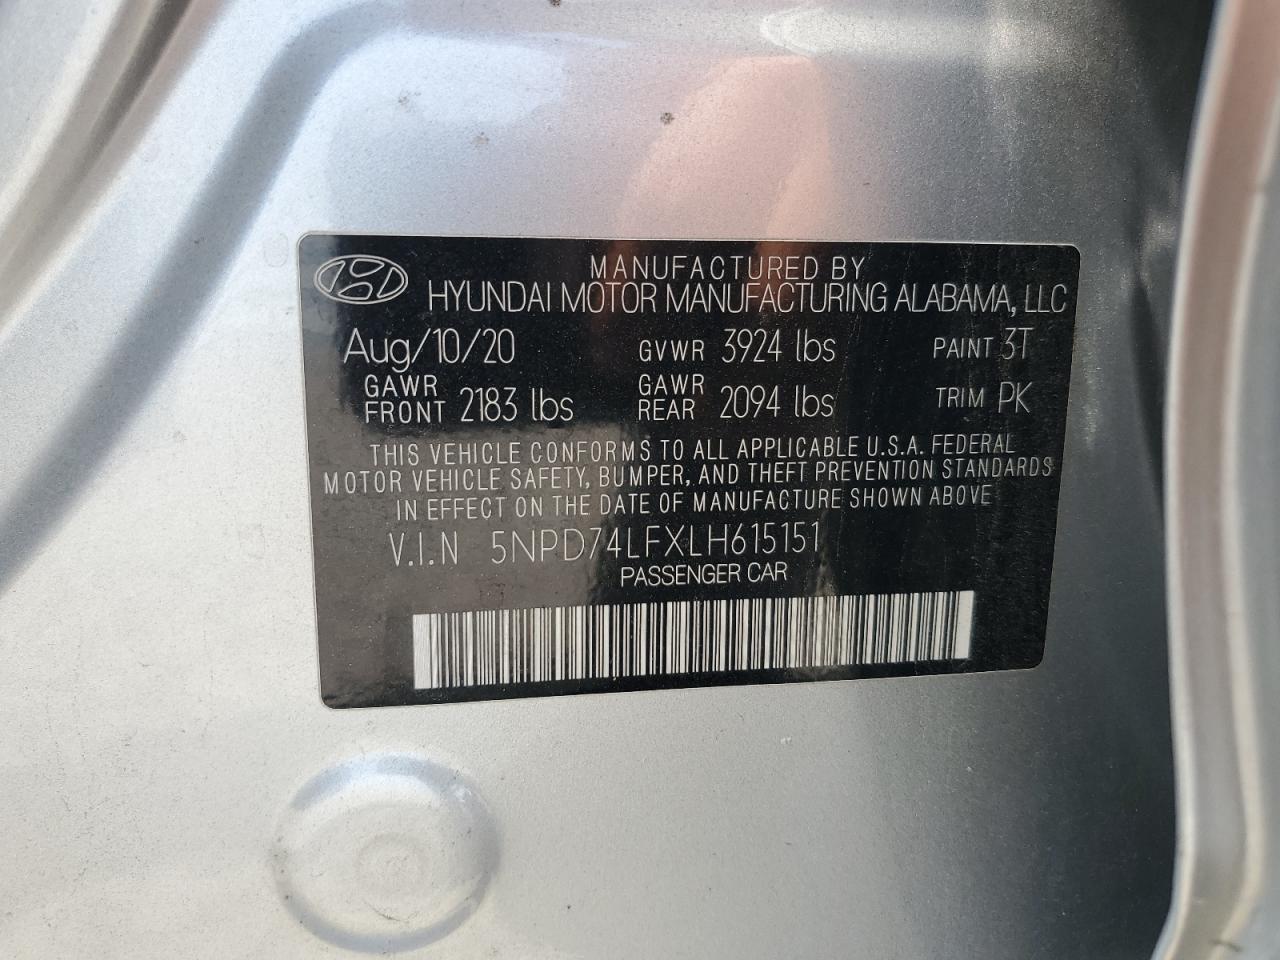 MANUFACTURED BY
HYUNDAI MOTOR MANUFACTURING ALABAMA, LLC
Aug/10/20 GVWR 3924 lbs PAINT 3T
GAWR FRONT 2183 lbs GAWR REAR 2094 lbs TRIM PK
THIS VEHICLE CONFORMS TO ALL APPLICABLE U.S.A. FEDERAL
MOTOR VEHICLE SAFETY, BUMPER, AND THEFT PREVENTION STANDARDS
IN EFFECT ON THE DATE OF MANUFACTURE SHOWN ABOVE
V.I.N 5NPD74LFXLH615151
PASSENGER CAR